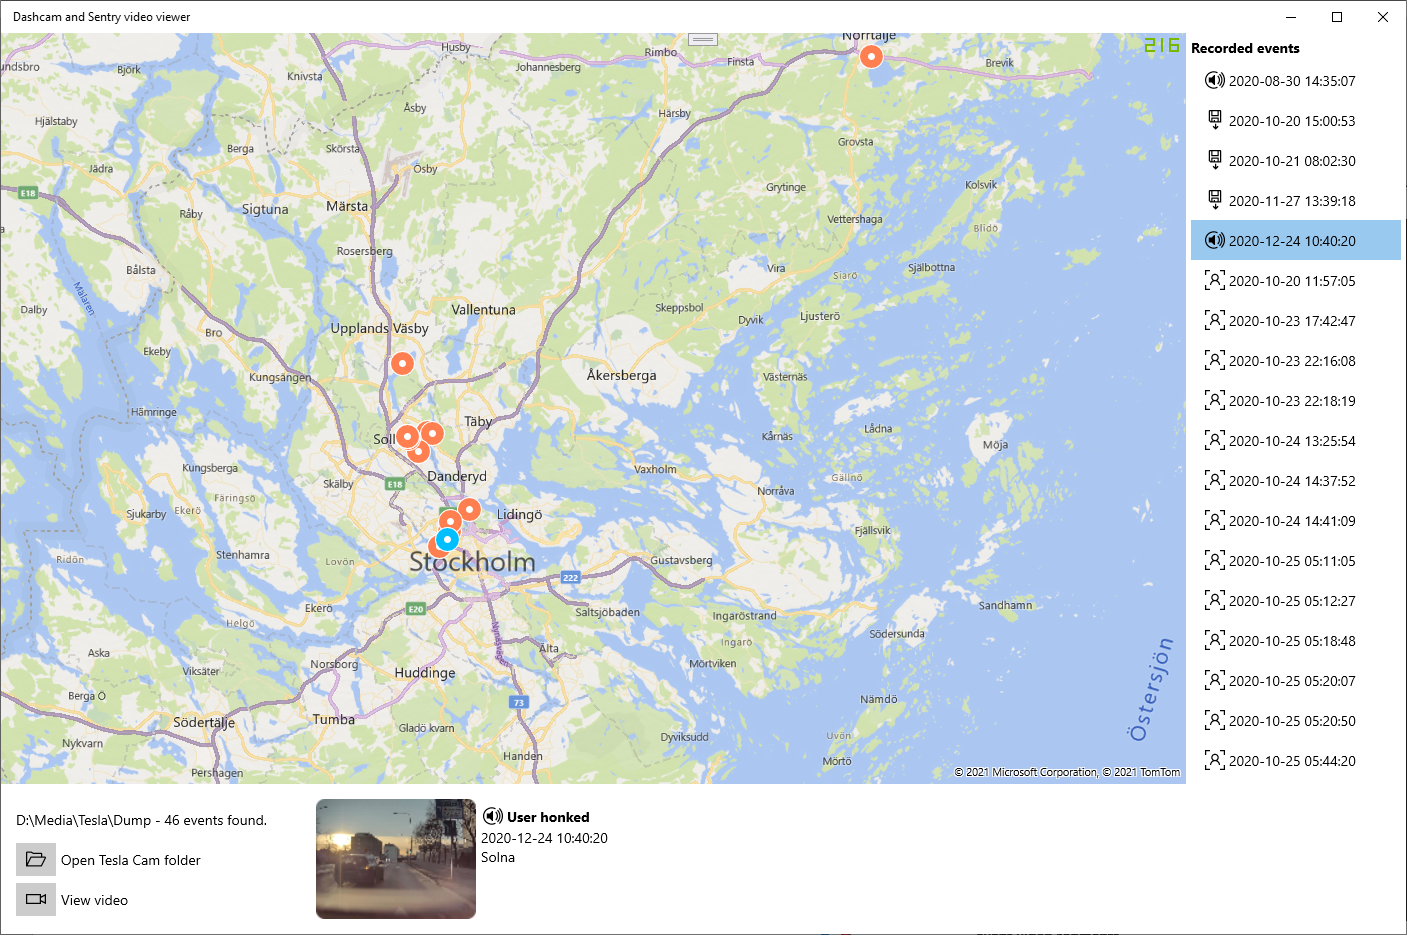 Dashcam and Sentry video viewer
216
Recorded events
2020-08-30 14:35:07
2020-10-20 15:00:53
2020-10-21 08:02:30
2020-11-27 13:39:18
2020-12-24 10:40:20
2020-10-20 11:57:05
2020-10-23 17:42:47
2020-10-23 22:16:08
2020-10-23 22:18:19
2020-10-24 13:25:54
2020-10-24 14:37:52
2020-10-24 14:41:09
2020-10-25 05:11:05
2020-10-25 05:12:27
2020-10-25 05:18:48
2020-10-25 05:20:07
2020-10-25 05:20:50
2020-10-25 05:44:20
Norrtälje
Husby
Rimbo
Finsta
Brevik
undsbro
Björk
Knivsta
Johannesberg
Åsby
Härsby
Hjälstaby
Berga
Skörsta
Grovsta
Jädra
Ösby
E18
Grytinge
Kolsvik
Råby
Sigtuna
Märsta
Vettershaga
Blidö
Rosersberg
Bålsta
Vira
Siarö
Själbottna
Mälaren
Dalby
Vallentuna
Skeppsbol
Dyvik
Ljusterö
Bro
Upplands Väsby
Ekeby
Kungsängen
Åkersberga
Västernäs
Hämringe
Täby
Soll
Kårnäs
Lådna
Möja
Kungsberga
Danderyd
Vaxholm
Gällnö
Skälby
E18
Norråva
Färingsö
Ekerö
Sjukarby
Lidingö
Fjällsvik
Stenhamra
Ridön
Lovön
Stockholm
Gustavsberg
222
Ekerö
E20
Saltsjöbaden
Ingaröstrand
Sandhamn
Helgö
Södersunda
Aska
Norsborg
Älta
Ingarö
Viksäter
Huddinge
Mörtviken
Östersjön
Berga Ö
73
Nämdö
Södertälje
Tumba
Gladö kvarn
Nykvarn
Dyviksudd
Uvön
Handen
Mörtö
Pershagen
© 2021 Microsoft Corporation, © 2021 TomTom
D:\Media\Tesla\Dump - 46 events found.
Open Tesla Cam folder
View video
User honked
2020-12-24 10:40:20
Solna